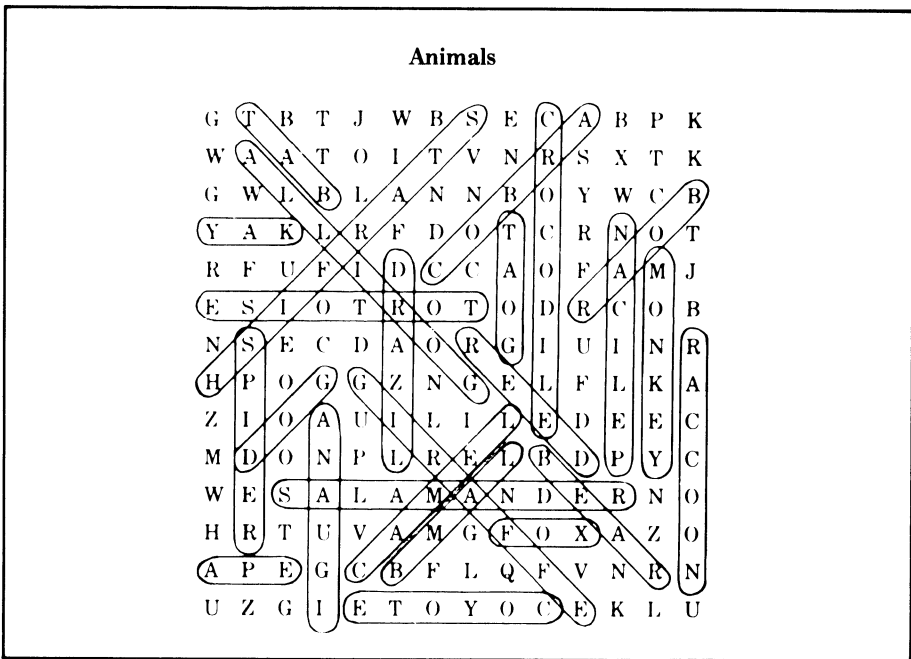 Animals
G T B T J W B S E C A B P K
W A A T O I T V N R S X T K
G W L B L A N N B O Y W C B
Y A K L R F D O T C R N O T
R F U F I D C C A O F A M J
E S I O T R O T O D R C O B
N S E C D A O R G I U I N R
H P O G G Z N G E L F L K A
Z I O A U I L I L E D E E C
M D O N P L R E L B D P Y C
W E S A L A M A N D E R N O
H R T U V A M G F O X A Z O
A P E G C B F L Q F V N R N
U Z G I E T O Y O C E K L U